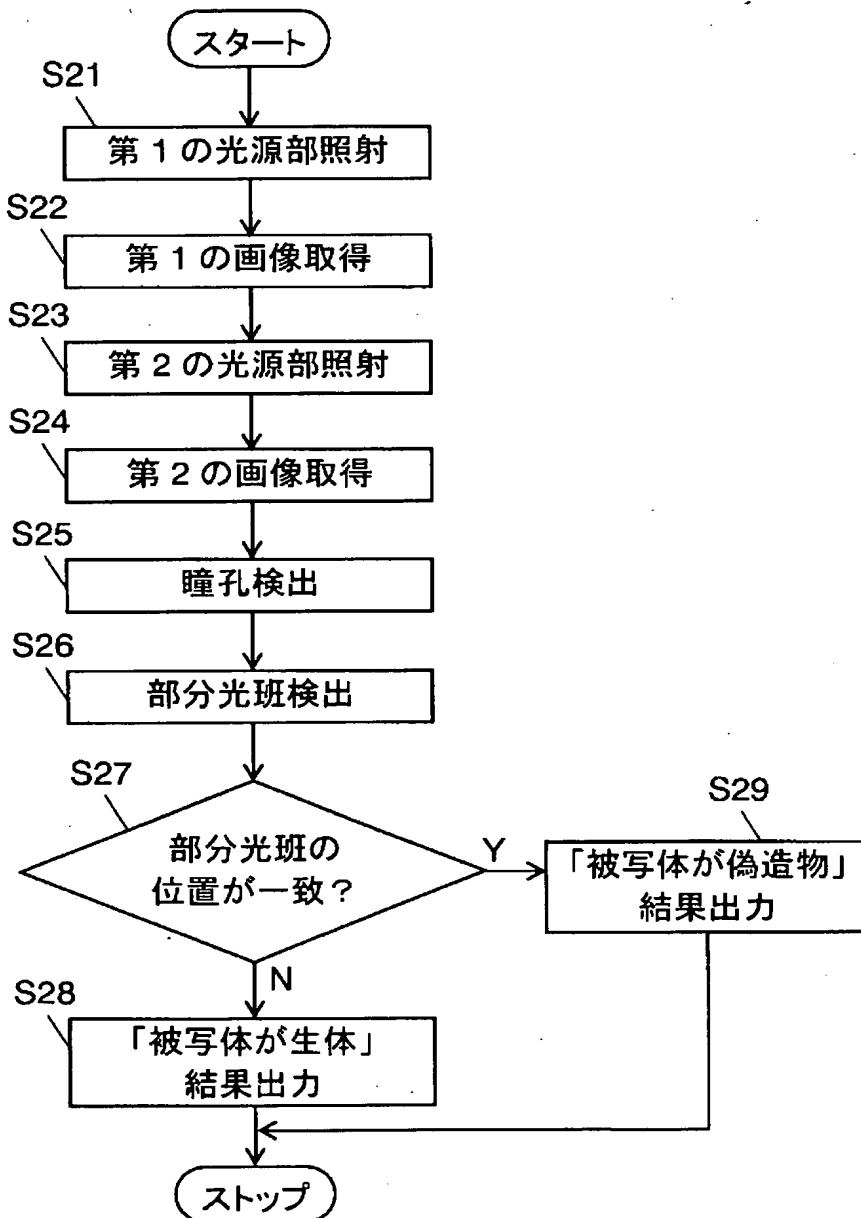 スタート
S21
第1の光源部照射
S22
第1の画像取得
S23
第2の光源部照射
S24
第2の画像取得
S25
瞳孔検出
S26
部分光班検出
S27
部分光班の
位置が一致?
Y
S29
「被写体が偽造物」
結果出力
N
S28
「被写体が生体」
結果出力
ストップ